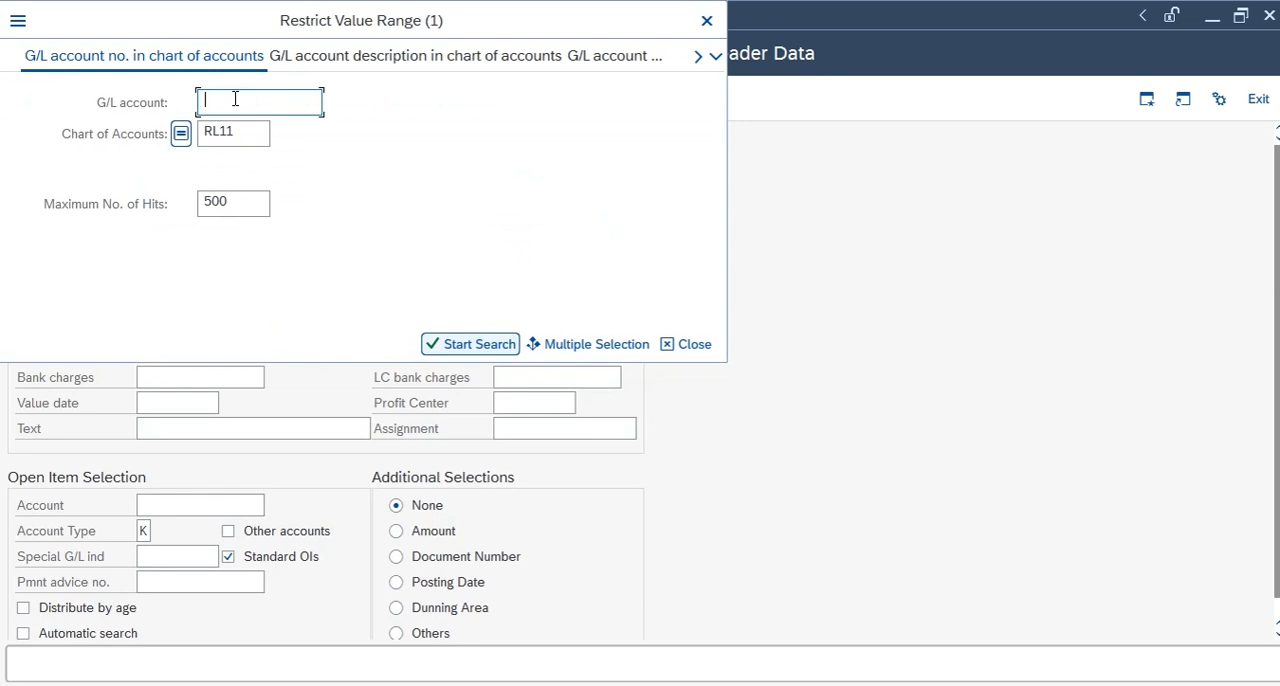 Restrict Value Range (1)
ader Data
G/L account no. in chart of accounts G/L account description in chart of accounts G/L account ...
Exit
G/L account:
Chart of Accounts: RL11
Maximum No. of Hits: 500
Start Search Multiple Selection Close
Bank charges LC bank charges
Value date Profit Center
Text Assignment
Open Item Selection Additional Selections
Account None
Account Type K Other accounts Amount
Special G/L ind Standard OIs Document Number
Pmnt advice no. Posting Date
Distribute by age Dunning Area
Automatic search Others